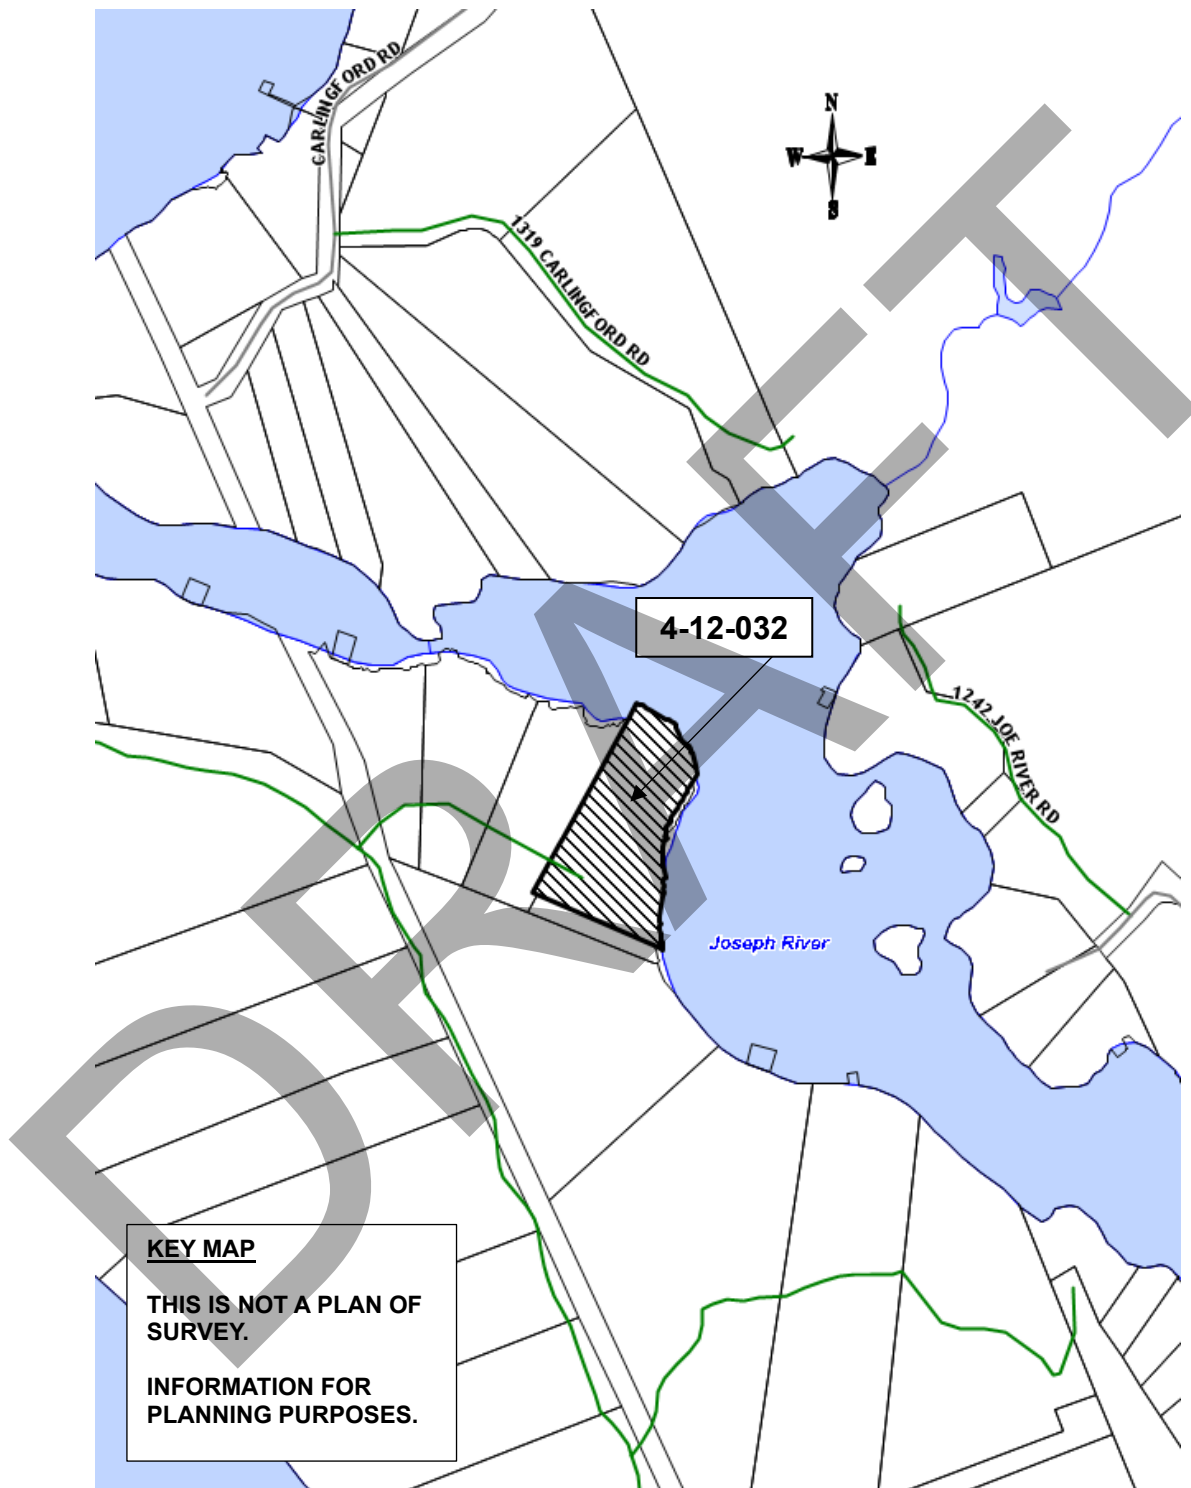 CARLINGFORD RD
N
W E
S
1319 CARLINGFORD RD
4-12-032
1242 JOE RIVER RD
Joseph River
DRAFT
KEY MAP
THIS IS NOT A PLAN OF
SURVEY.
INFORMATION FOR
PLANNING PURPOSES.